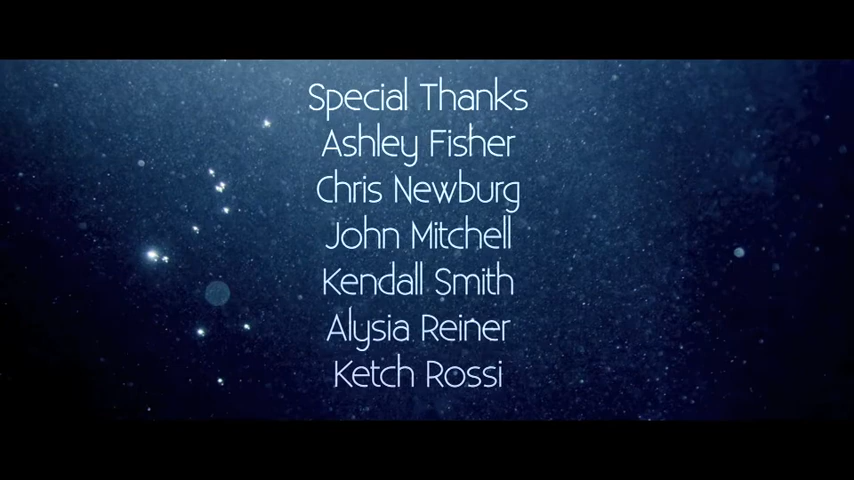 Special Thanks
Ashley Fisher
Chris Newburg
John Mitchell
Kendall Smith
Alysia Reiner
Ketch Rossi